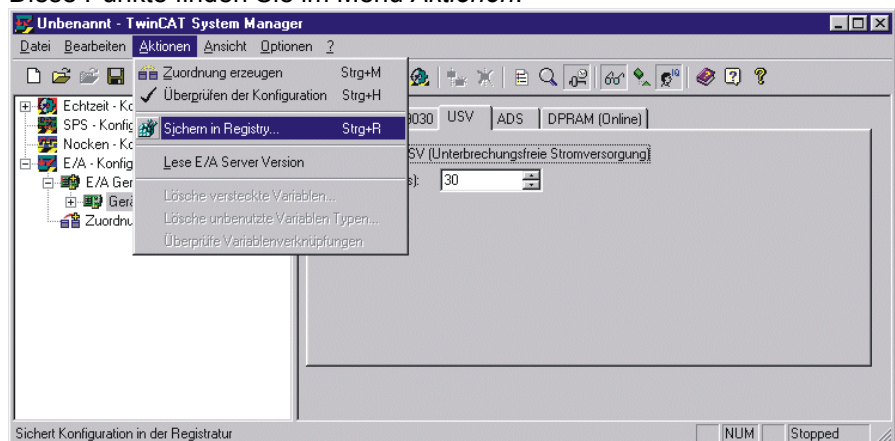 Diese Punkte finden Sie im Menü Aktionen:
Unbenannt - TwinCAT System Manager
Datei Bearbeiten Aktionen Ansicht Optionen ?
Zuordnung erzeugen Strg+M
Überprüfen der Konfiguration Strg+H
Sichern in Registry... Strg+R
Lese E/A Server Version
Lösche versteckte Variablen...
Lösche unbenutzte Variablen Typen...
Überprüfe Variablenverknüpfungen
Echtzeit - Ko
SPS - Konfig
Nocken - Ko
E/A - Konfig
E/A Ger
Gerä
Zuordnu
9030 USV ADS DPRAM (Online)
SV (Unterbrechungsfreie Stromversorgung)
s): 30
Sichert Konfiguration in der Registratur NUM Stopped